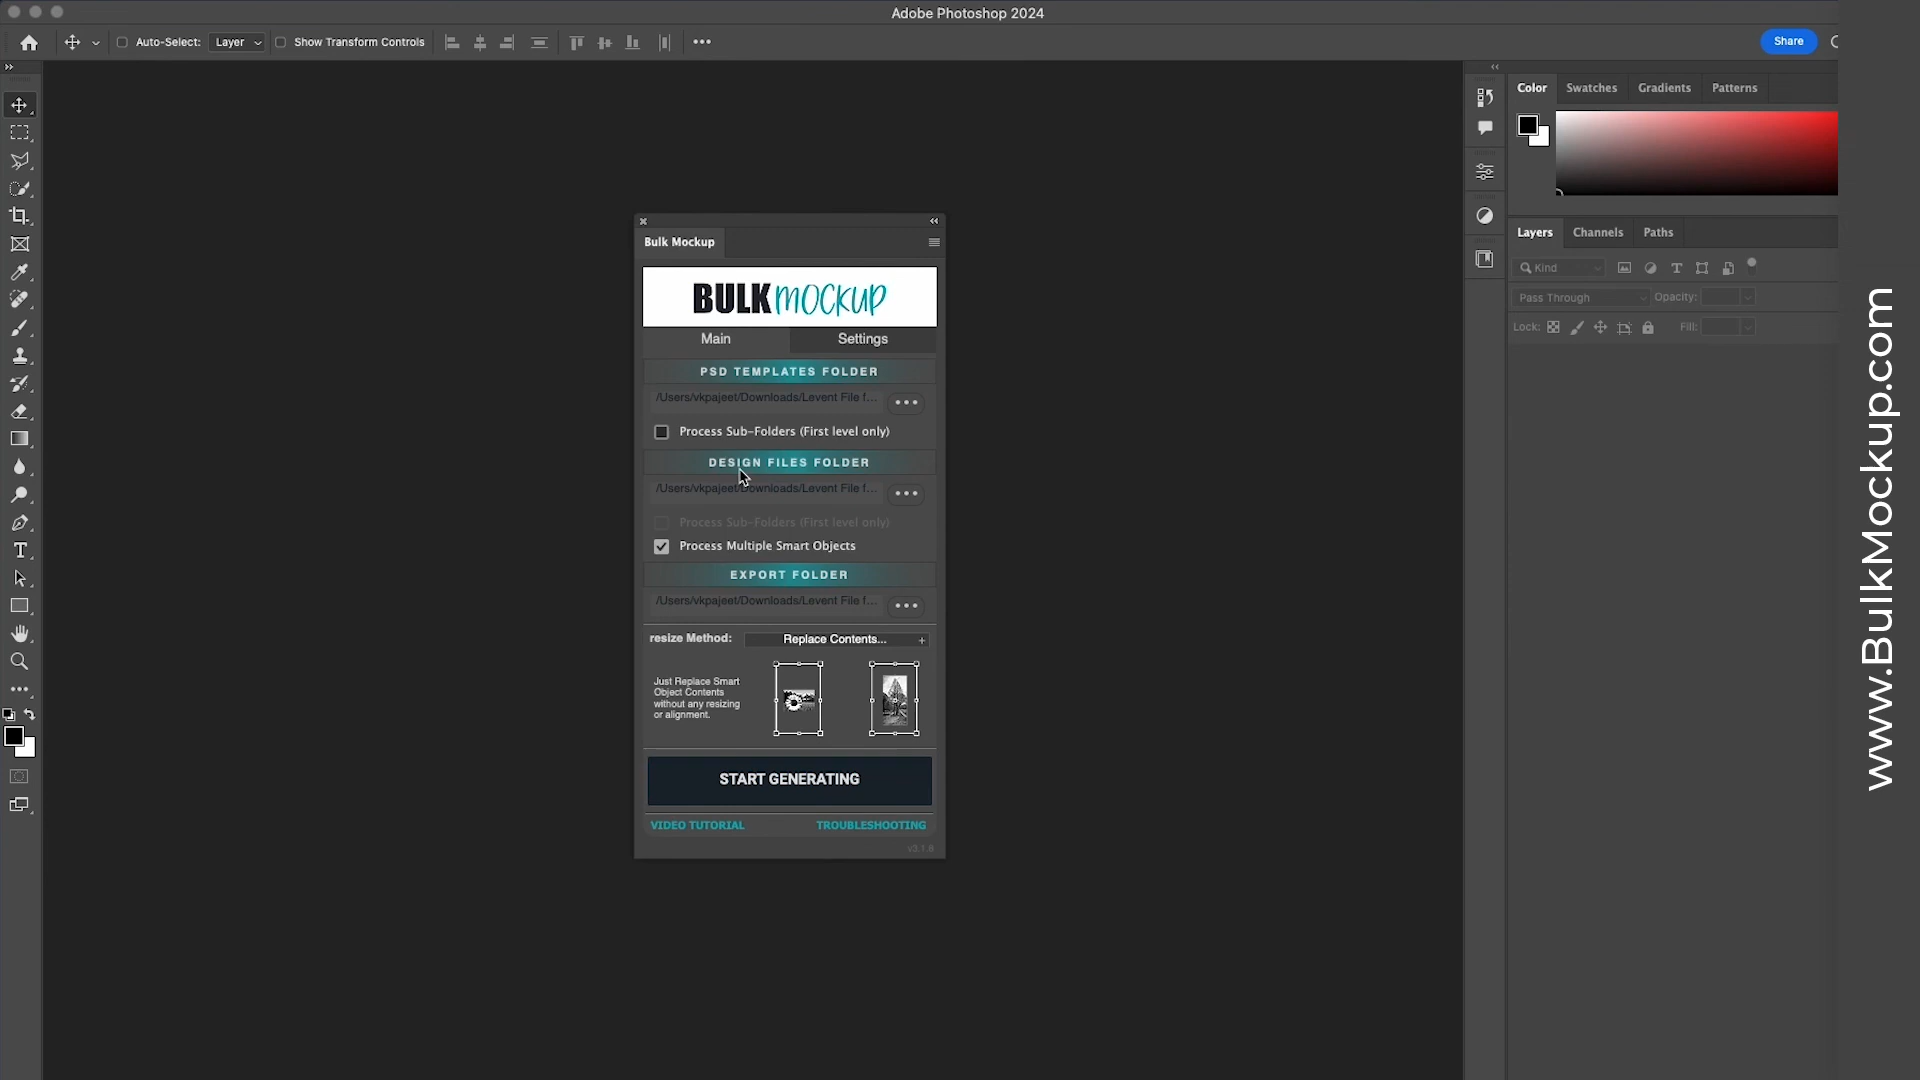 Adobe Photoshop 2024
Auto-Select:
Layer
Show Transform Controls
Share
Color
Swatches
Gradients
Patterns
Bulk Mockup
BULKMOCKUP
Main
Settings
PSD TEMPLATES FOLDER
/Users/vkpajeet/Downloads/Levent File f...
Process Sub-Folders (First level only)
DESIGN FILES FOLDER
/Users/vkpajeet/Downloads/Levent File f...
Process Sub-Folders (First level only)
Process Multiple Smart Objects
EXPORT FOLDER
/Users/vkpajeet/Downloads/Levent File f...
resize Method:
Replace Contents...
Just Replace Smart
Object Contents
without any resizing
or alignment.
START GENERATING
VIDEO TUTORIAL
TROUBLESHOOTING
v3.1.6
Layers
Channels
Paths
Kind
Pass Through
Opacity:
Lock:
Fill:
www.BulkMockup.com